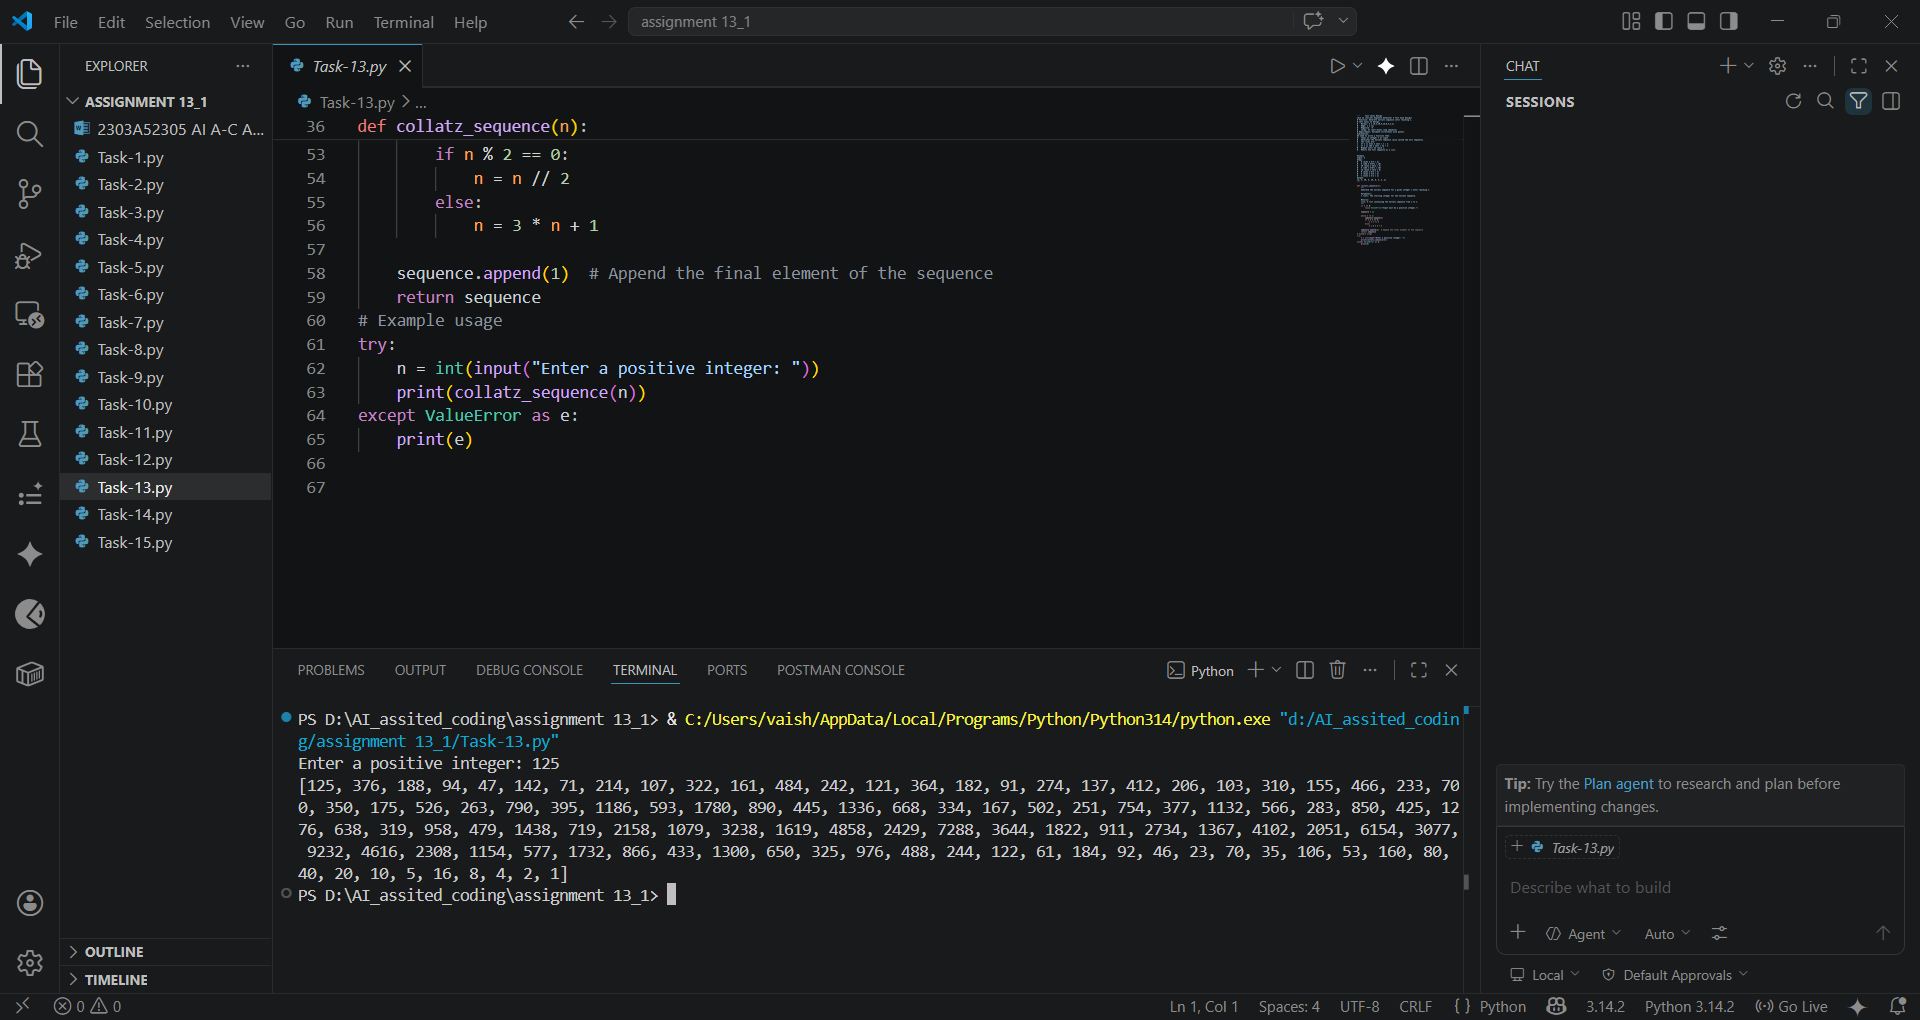 File Edit Selection View Go Run Terminal Help
assignment 13_1
EXPLORER
ASSIGNMENT 13_1
2303A52305 AI A-C A...
Task-1.py
Task-2.py
Task-3.py
Task-4.py
Task-5.py
Task-6.py
Task-7.py
Task-8.py
Task-9.py
Task-10.py
Task-11.py
Task-12.py
Task-13.py
Task-14.py
Task-15.py
OUTLINE
TIMELINE
Task-13.py
Task-13.py > ...
36 def collatz_sequence(n):
53 if n % 2 == 0:
54 n = n // 2
55 else:
56 n = 3 * n + 1
57
58 sequence.append(1)  # Append the final element of the sequence
59 return sequence
60 # Example usage
61 try:
62 n = int(input("Enter a positive integer: "))
63 print(collatz_sequence(n))
64 except ValueError as e:
65 print(e)
66
67
PROBLEMS OUTPUT DEBUG CONSOLE TERMINAL PORTS POSTMAN CONSOLE
Python
PS D:\AI_assited_coding\assignment 13_1> & C:/Users/vaish/AppData/Local/Programs/Python/Python314/python.exe "d:/AI_assited_codin
g/assignment 13_1/Task-13.py"
Enter a positive integer: 125
[125, 376, 188, 94, 47, 142, 71, 214, 107, 322, 161, 484, 242, 121, 364, 182, 91, 274, 137, 412, 206, 103, 310, 155, 466, 233, 70
0, 350, 175, 526, 263, 790, 395, 1186, 593, 1780, 890, 445, 1336, 668, 334, 167, 502, 251, 754, 377, 1132, 566, 283, 850, 425, 12
76, 638, 319, 958, 479, 1438, 719, 2158, 1079, 3238, 1619, 4858, 2429, 7288, 3644, 1822, 911, 2734, 1367, 4102, 2051, 6154, 3077,
9232, 4616, 2308, 1154, 577, 1732, 866, 433, 1300, 650, 325, 976, 488, 244, 122, 61, 184, 92, 46, 23, 70, 35, 106, 53, 160, 80,
40, 20, 10, 5, 16, 8, 4, 2, 1]
PS D:\AI_assited_coding\assignment 13_1>
CHAT
SESSIONS
Tip: Try the Plan agent to research and plan before
implementing changes.
Task-13.py
Describe what to build
Agent Auto
Local Default Approvals
0 0
Ln 1, Col 1 Spaces: 4 UTF-8 CRLF { } Python 3.14.2 Python 3.14.2 Go Live